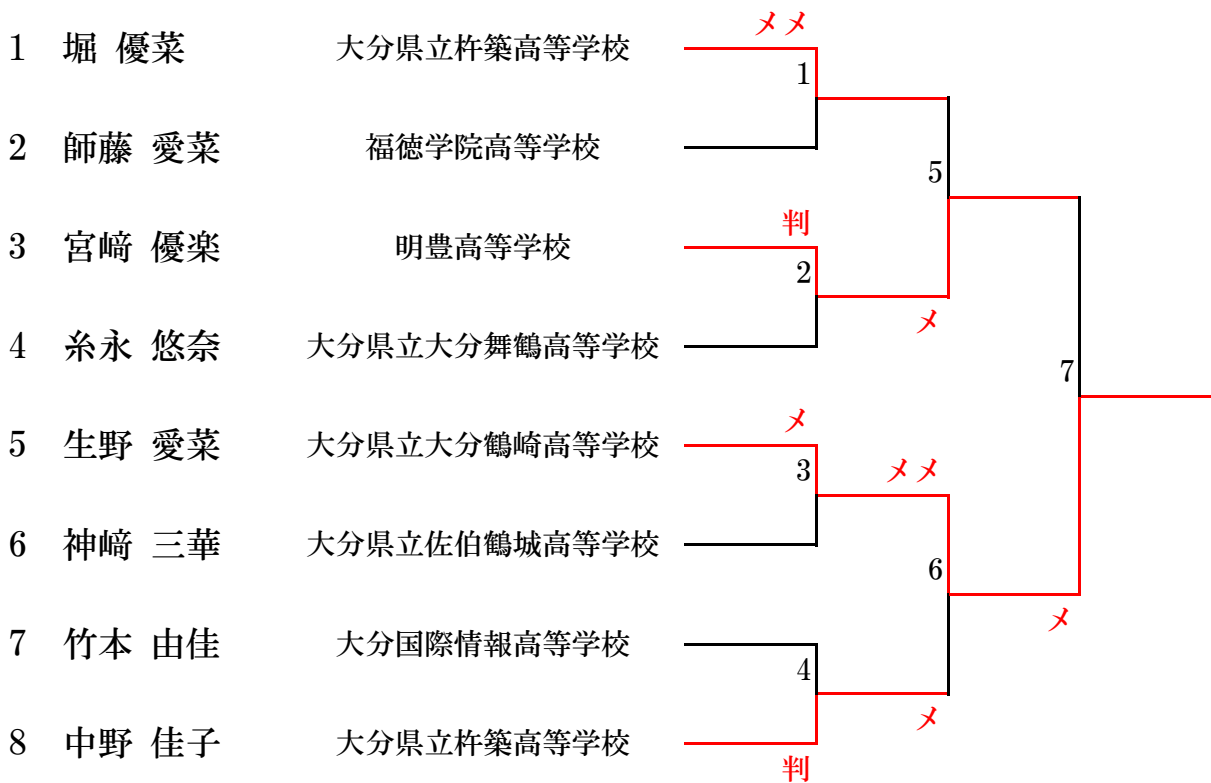 メメ
1 堀 優菜 大分県立杵築高等学校
1
2 師藤 愛菜 福徳学院高等学校
5
判
3 宮﨑 優楽 明豊高等学校
2
メ
4 糸永 悠奈 大分県立大分舞鶴高等学校
7
メ
5 生野 愛菜 大分県立大分鶴崎高等学校
3 メメ
6 神﨑 三華 大分県立佐伯鶴城高等学校
6
メ
7 竹本 由佳 大分国際情報高等学校
4
メ
8 中野 佳子 大分県立杵築高等学校
判